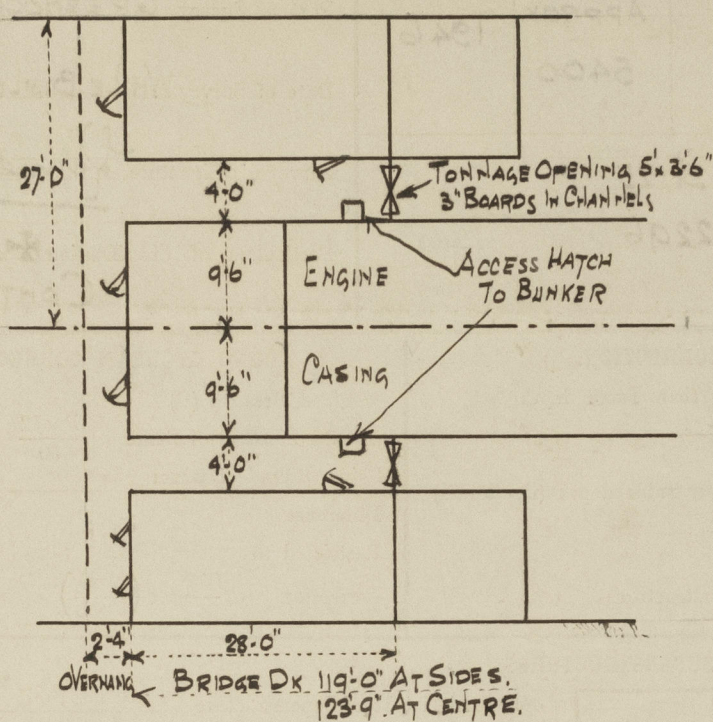 27'-0"
4'-0"
TONNAGE OPENING 5' x 3'-6"
3" BOARDS IN CHANNELS
9'-6"
ENGINE
ACCESS HATCH
TO BUNKER
9'-6"
CASING
4'-0"
2'-4"
28'-0"
OVERHANG
BRIDGE DK 119'-0" AT SIDES.
123'-9" AT CENTRE.